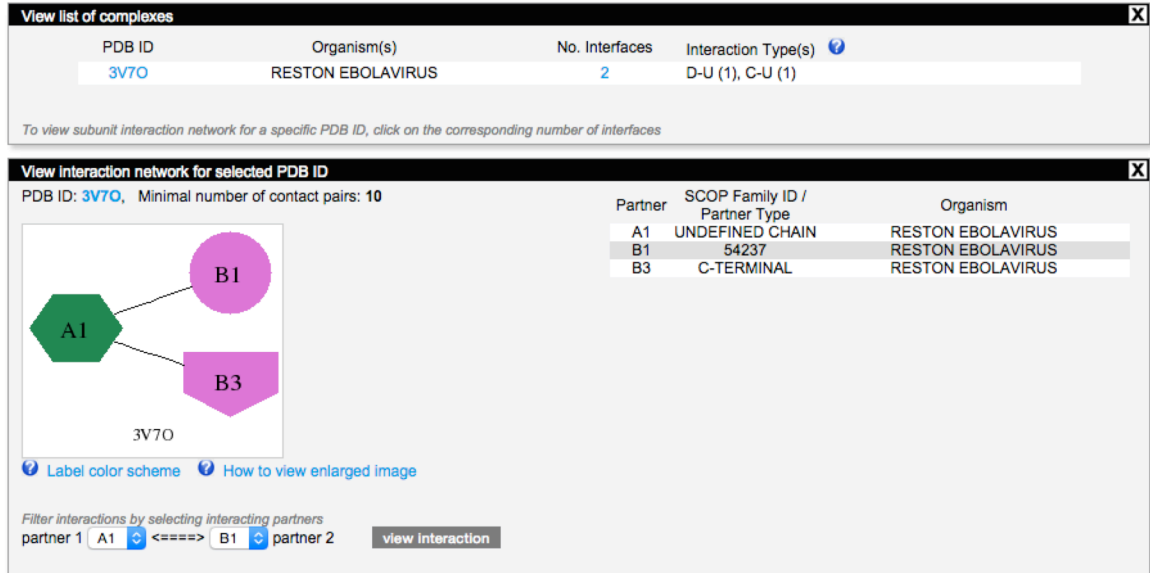 View list of complexes X
PDB ID Organism(s) No. Interfaces Interaction Type(s) ?
3V7O RESTON EBOLAVIRUS 2 D-U (1), C-U (1)
To view subunit interaction network for a specific PDB ID, click on the corresponding number of interfaces
View interaction network for selected PDB ID X
PDB ID: 3V7O, Minimal number of contact pairs: 10
Partner SCOP Family ID / Partner Type Organism
A1 UNDEFINED CHAIN RESTON EBOLAVIRUS
B1 54237 RESTON EBOLAVIRUS
B3 C-TERMINAL RESTON EBOLAVIRUS
B1
A1
B3
3V7O
? Label color scheme ? How to view enlarged image
Filter interactions by selecting interacting partners
partner 1 A1 <====> B1 partner 2 view interaction